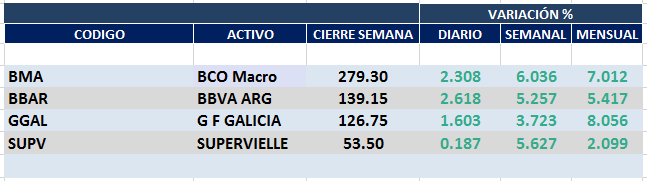 VARIACIÓN %
CODIGO ACTIVO CIERRE SEMANA DIARIO SEMANAL MENSUAL
BMA BCO Macro 279.30 2.308 6.036 7.012
BBAR BBVA ARG 139.15 2.618 5.257 5.417
GGAL G F GALICIA 126.75 1.603 3.723 8.056
SUPV SUPERVIELLE 53.50 0.187 5.627 2.099